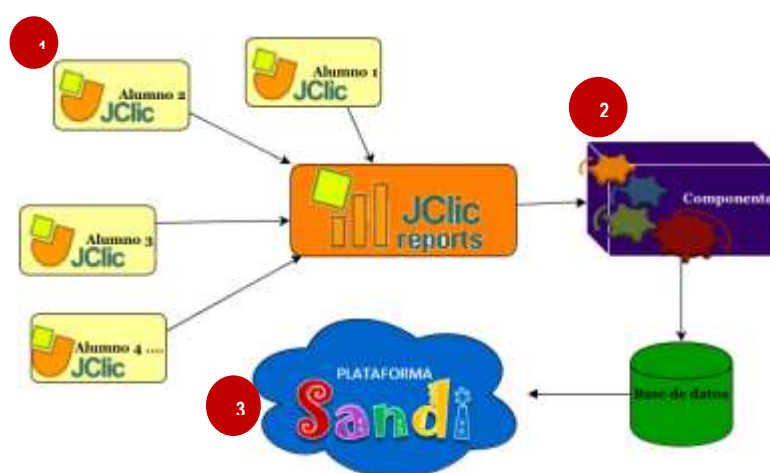 1
Alumno 2
JClic
Alumno 1
JClic
2
Componente
JClic
reports
Alumno 3
JClic
Alumno 4 ....
JClic
PLATAFORMA
Sandi
3
Base de datos